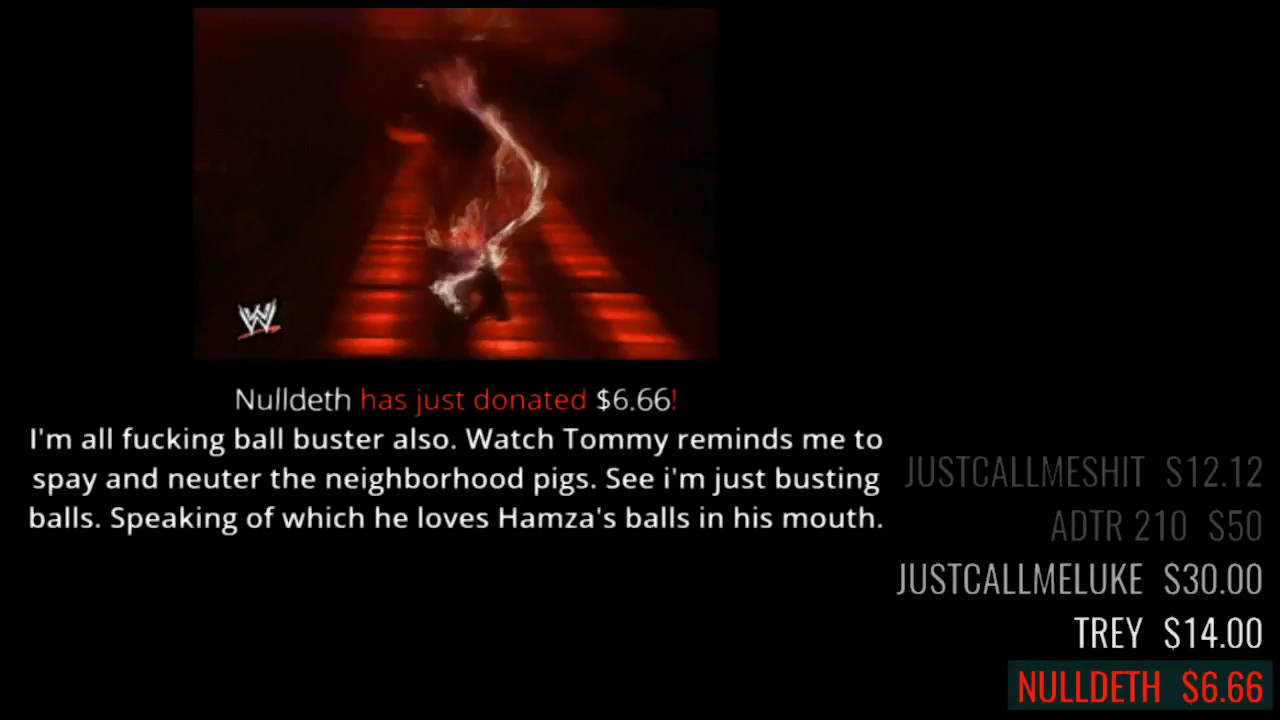 W
Nulldeth has just donated $6.66!
I'm all fucking ball buster also. Watch Tommy reminds me to
spay and neuter the neighborhood pigs. See i'm just busting
balls. Speaking of which he loves Hamza's balls in his mouth.
JUSTCALLMESHIT $12.12
ADTR 210 $50
JUSTCALLMELUKE $30.00
TREY $14.00
NULLDETH $6.66